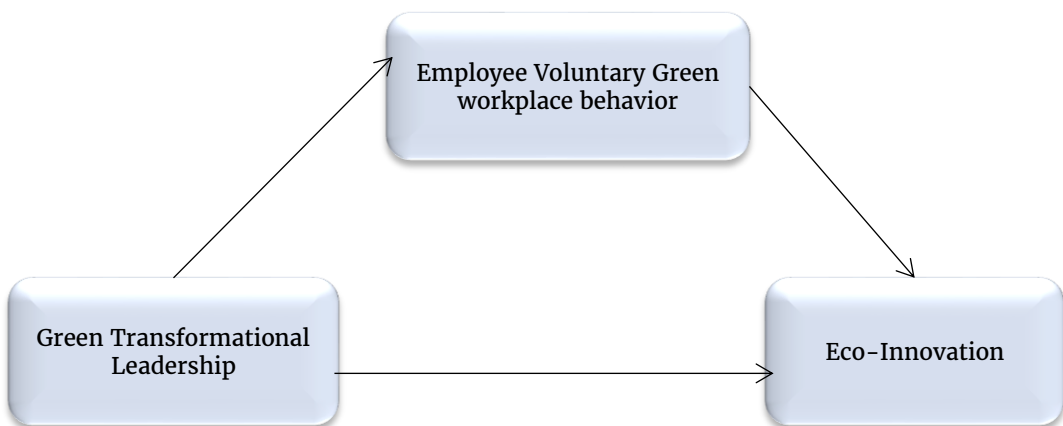 Employee Voluntary Green
workplace behavior
Green Transformational
Leadership
Eco-Innovation